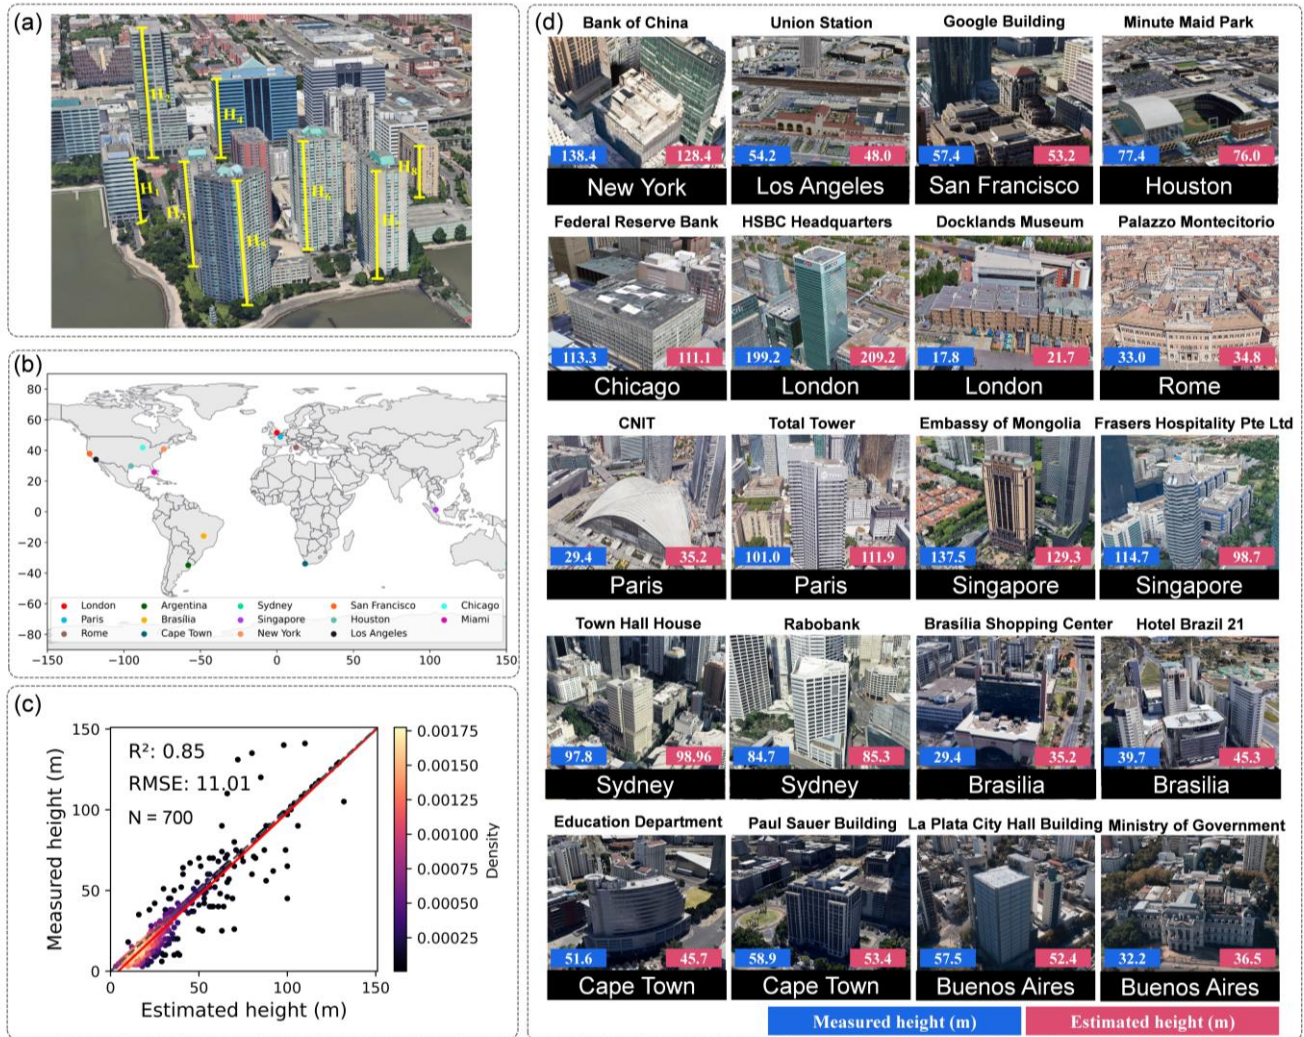 (a)
H₂
H₄
H₁
H₃
H₆
H₈
H₅
(b)
80
60
40
20
0
−20
−40
−60
−80
London
Argentina
Sydney
San Francisco
Chicago
Paris
Brasília
Singapore
Houston
Miami
Rome
Cape Town
New York
Los Angeles
−150
−100
−50
0
50
100
150
(c)
150
100
50
0
R²: 0.85
RMSE: 11.01
N = 700
0
50
100
150
Measured height (m)
Estimated height (m)
0.00175
0.00150
0.00125
0.00100
0.00075
0.00050
0.00025
Density
(d)
Bank of China
Union Station
Google Building
Minute Maid Park
138.4
128.4
54.2
48.0
57.4
53.2
77.4
76.0
New York
Los Angeles
San Francisco
Houston
Federal Reserve Bank
HSBC Headquarters
Docklands Museum
Palazzo Montecitorio
113.3
111.1
199.2
209.2
17.8
21.7
33.0
34.8
Chicago
London
London
Rome
CNIT
Total Tower
Embassy of Mongolia
Frasers Hospitality Pte Ltd
29.4
35.2
101.0
111.9
137.5
129.3
114.7
98.7
Paris
Paris
Singapore
Singapore
Town Hall House
Rabobank
Brasilia Shopping Center
Hotel Brazil 21
97.8
98.96
84.7
85.3
29.4
35.2
39.7
45.3
Sydney
Sydney
Brasilia
Brasilia
Education Department
Paul Sauer Building
La Plata City Hall Building
Ministry of Government
51.6
45.7
58.9
53.4
57.5
52.4
32.2
36.5
Cape Town
Cape Town
Buenos Aires
Buenos Aires
Measured height (m)
Estimated height (m)